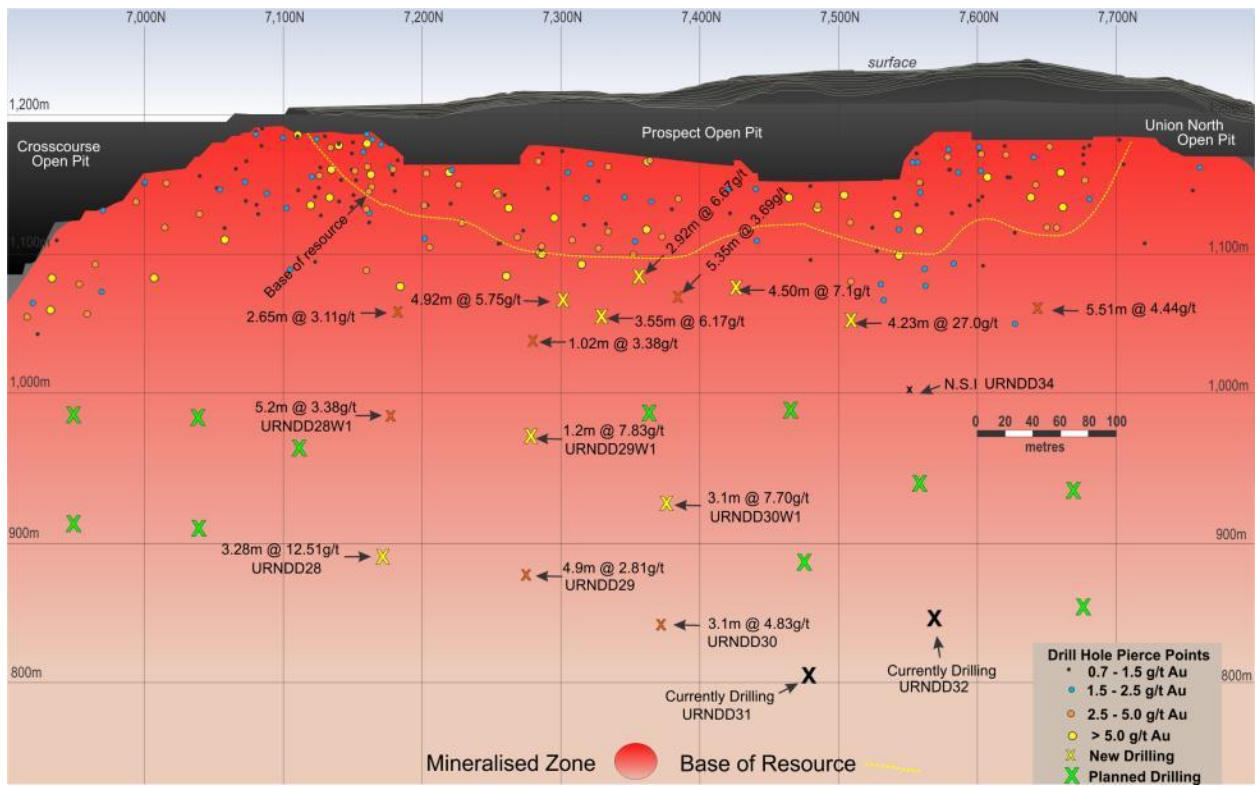 7,000N
7,100N
7,200N
7,300N
7,400N
7,500N
7,600N
7,700N
surface
1,200m
Crosscourse
Open Pit
Prospect Open Pit
Union North
Open Pit
Base of resource
1,100m
1,100m
2.92m @ 6.67g/t
5.35m @ 3.69g/t
4.92m @ 5.75g/t
4.50m @ 7.1g/t
2.65m @ 3.11g/t
3.55m @ 6.17g/t
4.23m @ 27.0g/t
5.51m @ 4.44g/t
1.02m @ 3.38g/t
1,000m
1,000m
N.S.I URNDD34
5.2m @ 3.38g/t
URNDD28W1
1.2m @ 7.83g/t
URNDD29W1
0 20 40 60 80 100
metres
3.1m @ 7.70g/t
URNDD30W1
900m
900m
3.28m @ 12.51g/t
URNDD28
4.9m @ 2.81g/t
URNDD29
3.1m @ 4.83g/t
URNDD30
800m
800m
Currently Drilling
URNDD31
Currently Drilling
URNDD32
Drill Hole Pierce Points
0.7 - 1.5 g/t Au
1.5 - 2.5 g/t Au
2.5 - 5.0 g/t Au
> 5.0 g/t Au
New Drilling
Planned Drilling
Mineralised Zone
Base of Resource